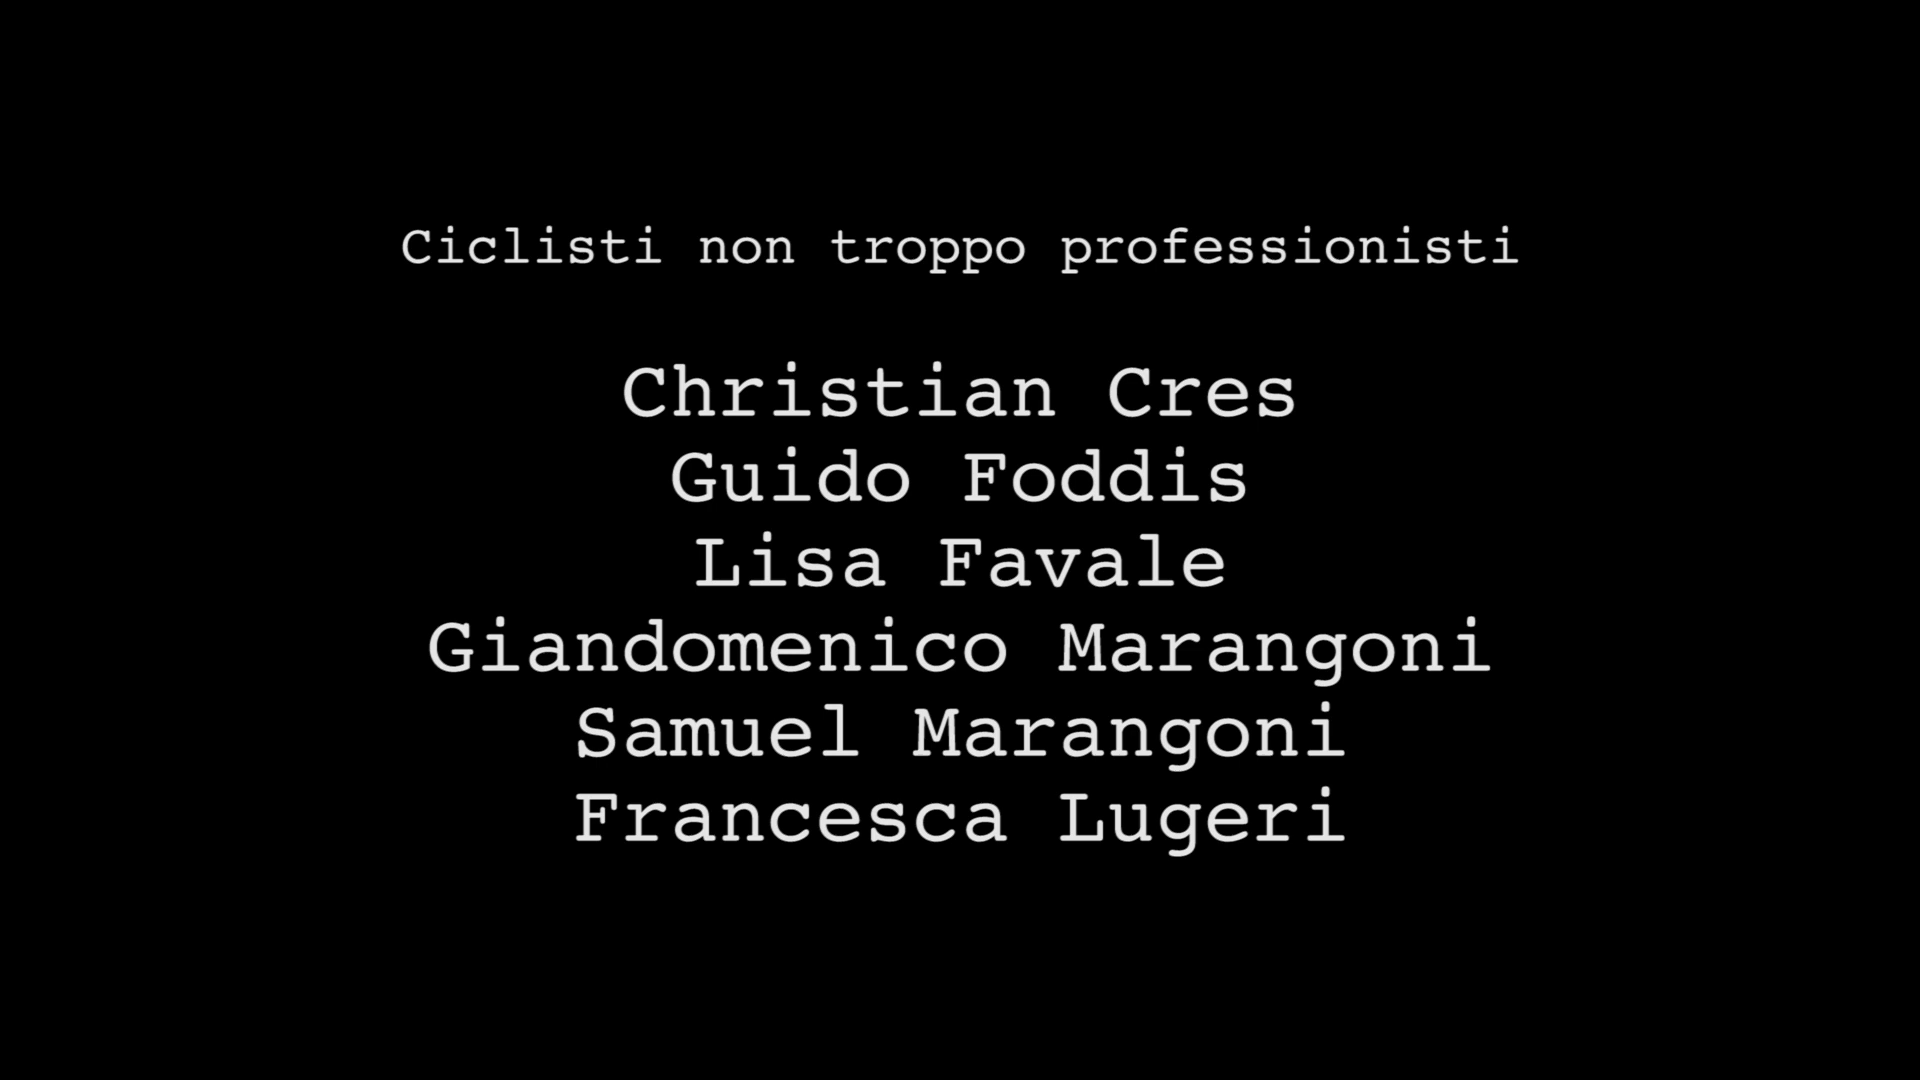 Ciclisti non troppo professionisti
Christian Cres
Guido Foddis
Lisa Favale
Giandomenico Marangoni
Samuel Marangoni
Francesca Lugeri